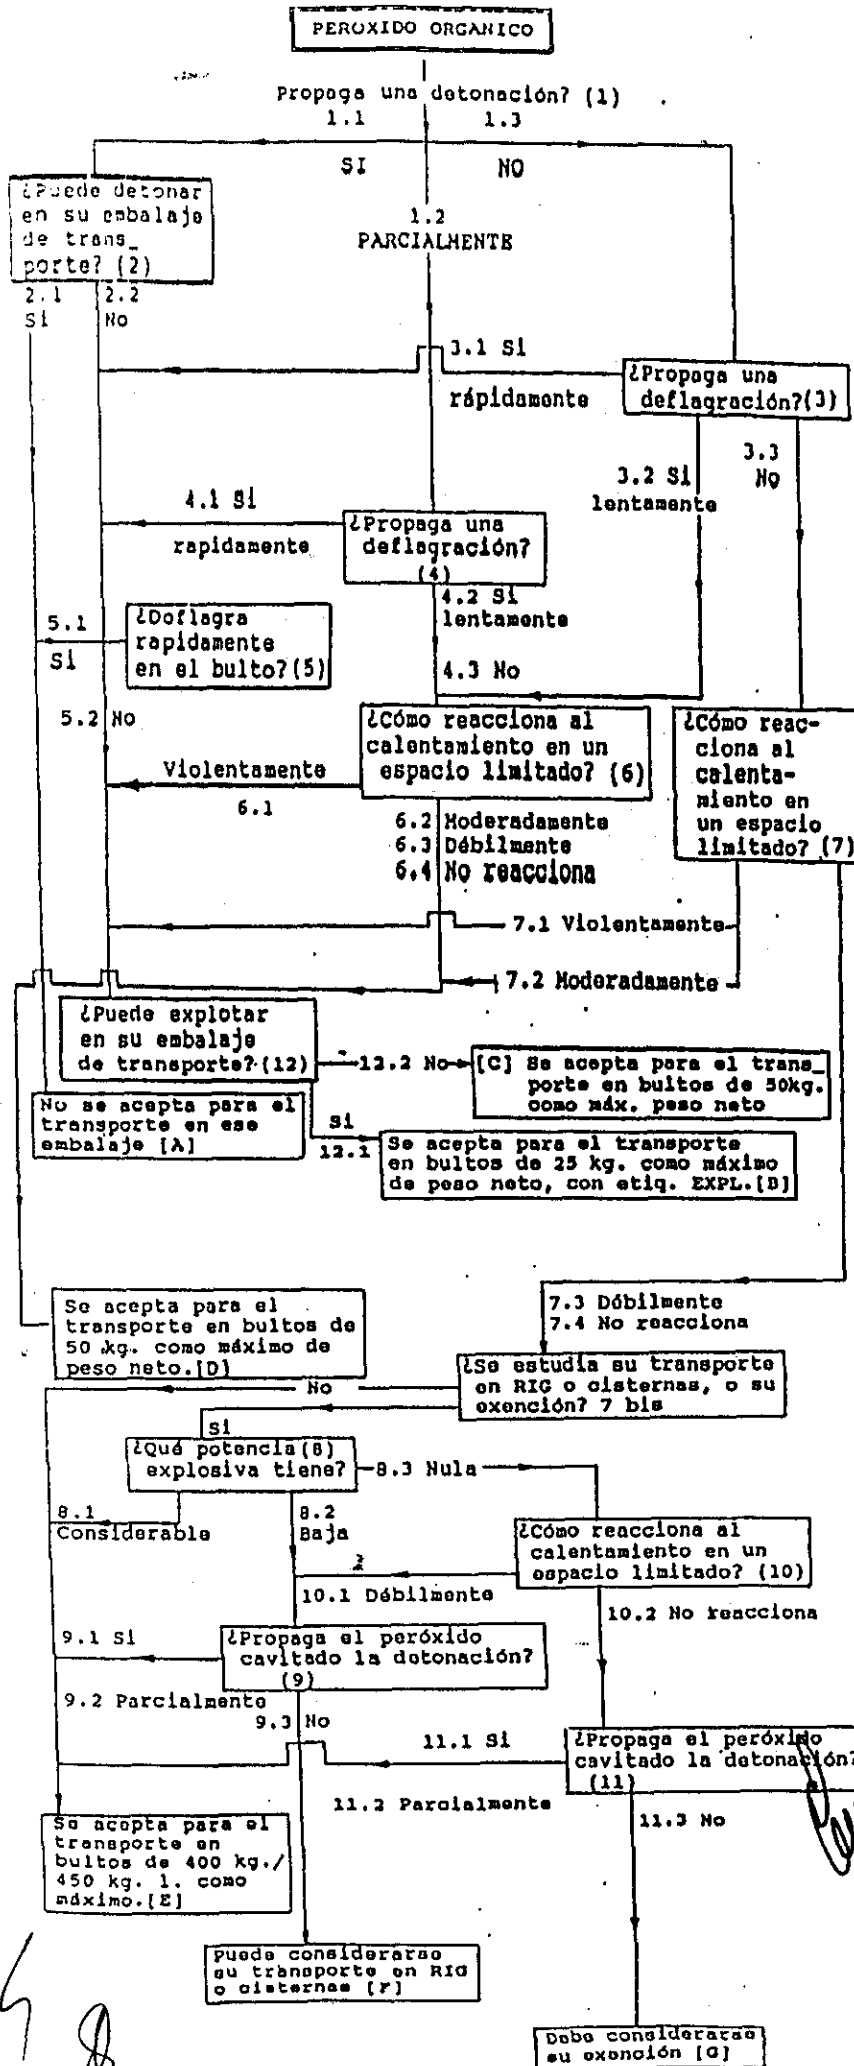 PEROXIDO ORGANICO
Propaga una detonación? (1)
1.1
1.3
SI
NO
1.2
PARCIALMENTE
¿Puede detonar
en su embalaje
de trans_
porte? (2)
2.1
2.2
Si
No
3.1 Si
rápidamente
¿Propaga una
deflagración?(3)
3.2 Si
lentamente
3.3
No
4.1 Si
rapidamente
¿Propaga una
deflagración?
(4)
4.2 Si
lentamente
4.3 No
5.1
Si
¿Deflagra
rapidamente
en el bulto?(5)
5.2 No
¿Cómo reacciona al
calentamiento en un
espacio limitado? (6)
Violentamente
6.1
6.2 Moderadamente
6.3 Débilmente
6.4 No reacciona
¿Cómo reac-
ciona al
calenta-
miento en
un espacio
limitado? (7)
7.1 Violentamente
7.2 Moderadamente
¿Puede explotar
en su embalaje
de transporte? (12)
12.2 No
[C] Se acepta para el trans_
porte en bultos de 50kg.
como máx. peso neto
No se acepta para el
transporte en ese
embalaje [A]
Si
12.1
Se acepta para el transporte
en bultos de 25 kg. como máximo
de peso neto, con etiq. EXPL.[B]
Se acepta para el
transporte en bultos de
50 kg. como máximo de
peso neto.[D]
7.3 Débilmente
7.4 No reacciona
¿Se estudia su transporte
en RIG o cisternas, o su
exención? 7 bis
No
Si
¿Qué potencia(8)
explosiva tiene?
8.3 Nula
8.1
Considerable
8.2
Baja
¿Cómo reacciona al
calentamiento en un
espacio limitado? (10)
10.1 Débilmente
10.2 No reacciona
9.1 Si
¿Propaga el peróxido
cavitado la detonación?
(9)
9.2 Parcialmente
9.3 No
11.1 Si
¿Propaga el peróxido
cavitado la detonación?
(11)
11.2 Parcialmente
11.3 No
Se acepta para el
transporte en
bultos de 400 kg./
450 kg. l. como
máximo.[E]
Puede considerarse
su transporte en RIG
o cisternas [F]
Debe considerarse
su exención [G]